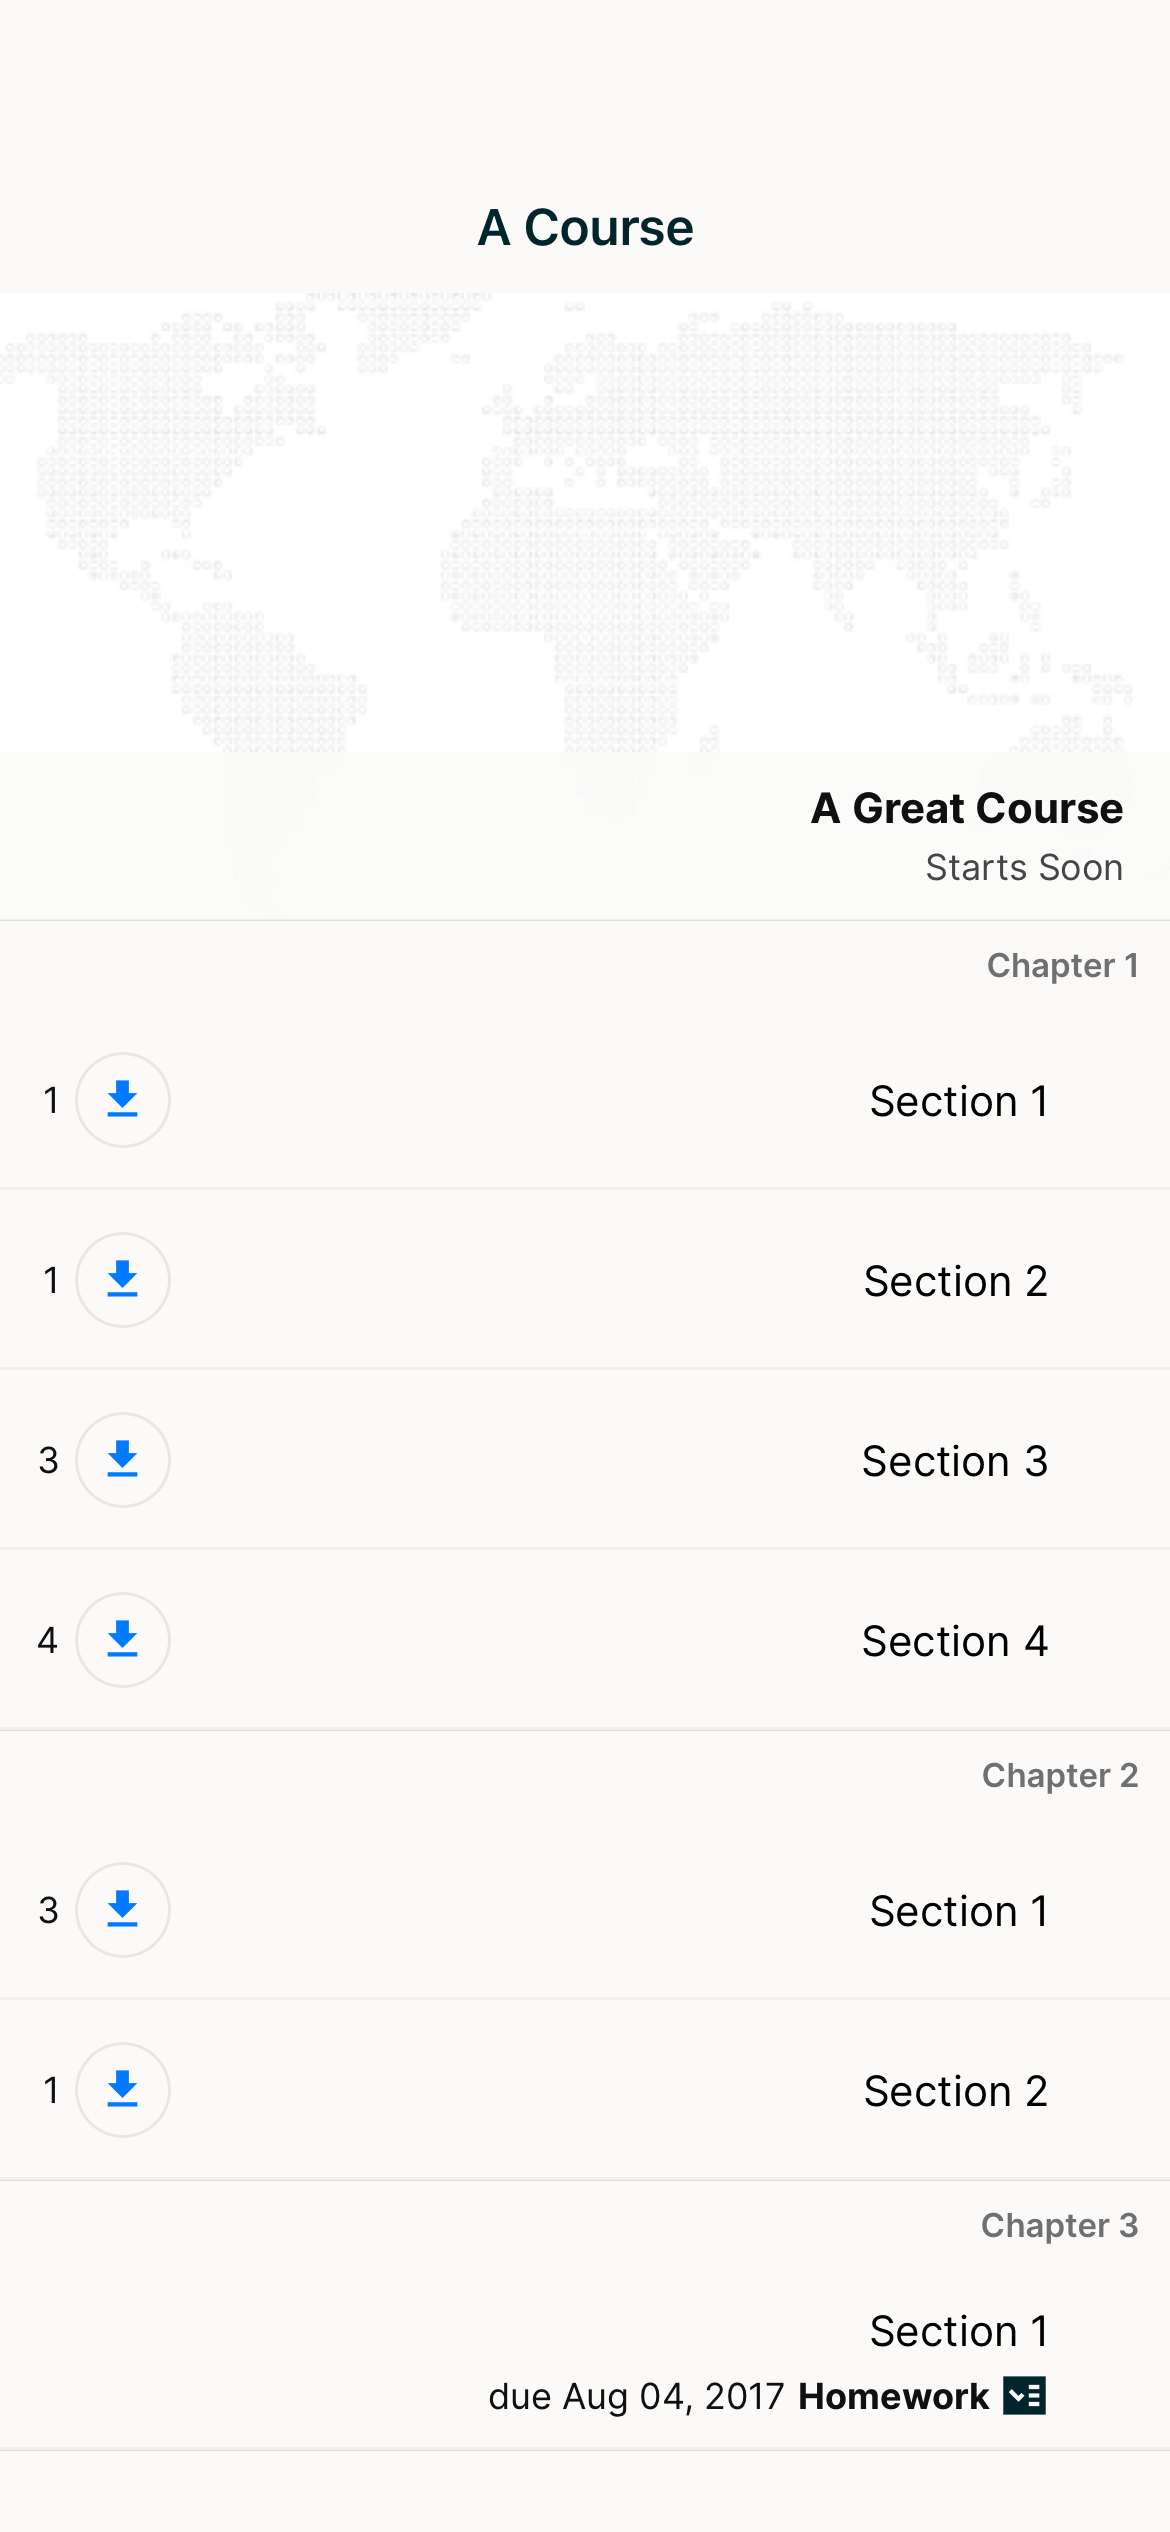 A Course
A Great Course
Starts Soon
Chapter 1
Section 1 1
Section 2 1
Section 3 3
Section 4 4
Chapter 2
Section 1 3
Section 2 1
Chapter 3
Section 1
due Aug 04, 2017 Homework